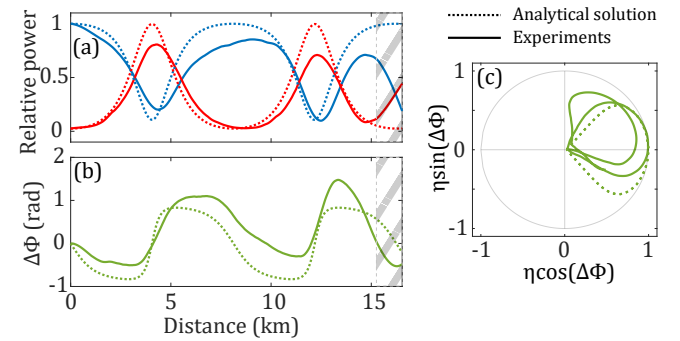 Analytical solution
Experiments
(a)
Relative power
1
0.5
0
(b)
ΔΦ (rad)
2
1
0
-1
0
5
10
15
Distance (km)
(c)
ηsin(ΔΦ)
1
0
-1
-1
0
1
ηcos(ΔΦ)